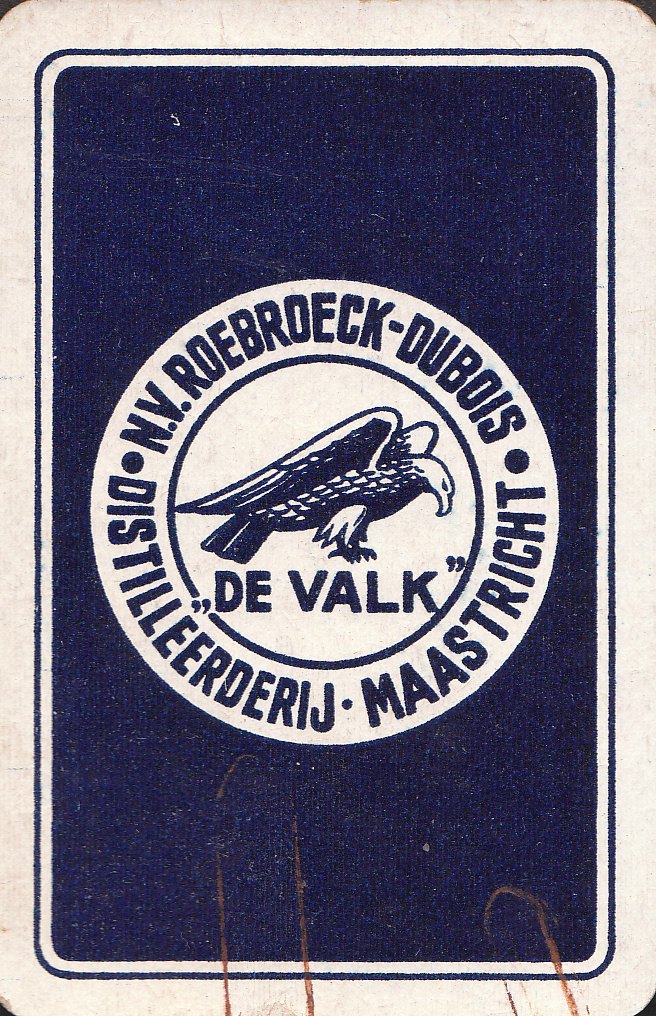 N.V. ROEBROECK-DUBOIS
„DE VALK”
DISTILLEERDERIJ · MAASTRICHT